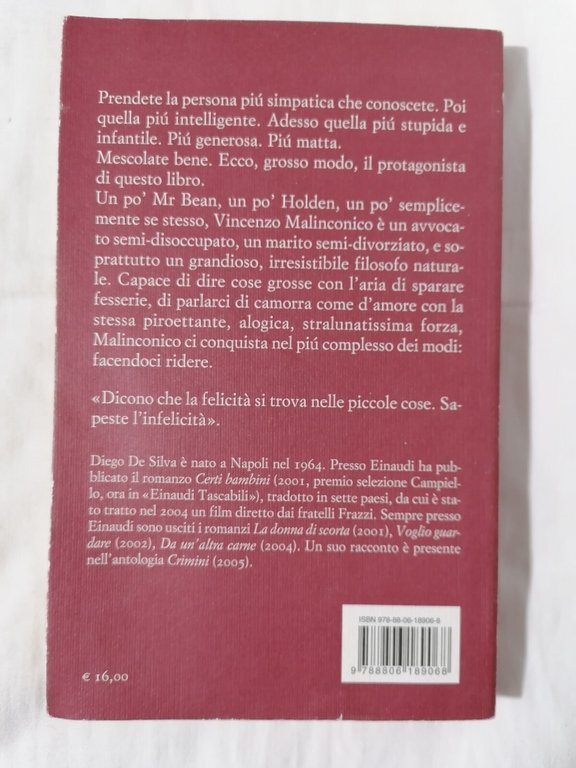 Prendete la persona piú simpatica che conoscete. Poi
quella piú intelligente. Adesso quella piú stupida e
infantile. Piú generosa. Piú matta.
Mescolate bene. Ecco, grosso modo, il protagonista
di questo libro.
Un po' Mr Bean, un po' Holden, un po' semplice-
mente se stesso, Vincenzo Malinconico è un avvoca-
to semi-disoccupato, un marito semi-divorziato, e so-
prattutto un grandioso, irresistibile filosofo natura-
le. Capace di dire cose grosse con l'aria di sparare
fesserie, di parlarci di camorra come d'amore con la
stessa piroettante, alogica, stralunatissima forza,
Malinconico ci conquista nel piú complesso dei modi:
facendoci ridere.
«Dicono che la felicità si trova nelle piccole cose. Sa-
peste l'infelicità».
Diego De Silva è nato a Napoli nel 1964. Presso Einaudi ha pub-
blicato il romanzo Certi bambini (2001, premio selezione Campiel-
lo, ora in «Einaudi Tascabili»), tradotto in sette paesi, da cui è sta-
to tratto nel 2004 un film diretto dai fratelli Frazzi. Sempre presso
Einaudi sono usciti i romanzi La donna di scorta (2001), Voglio guar-
dare (2002), Da un'altra carne (2004). Un suo racconto è presente
nell'antologia Crimini (2005).
ISBN 978-88-06-18906-8
9 788806 189068
€ 16,00